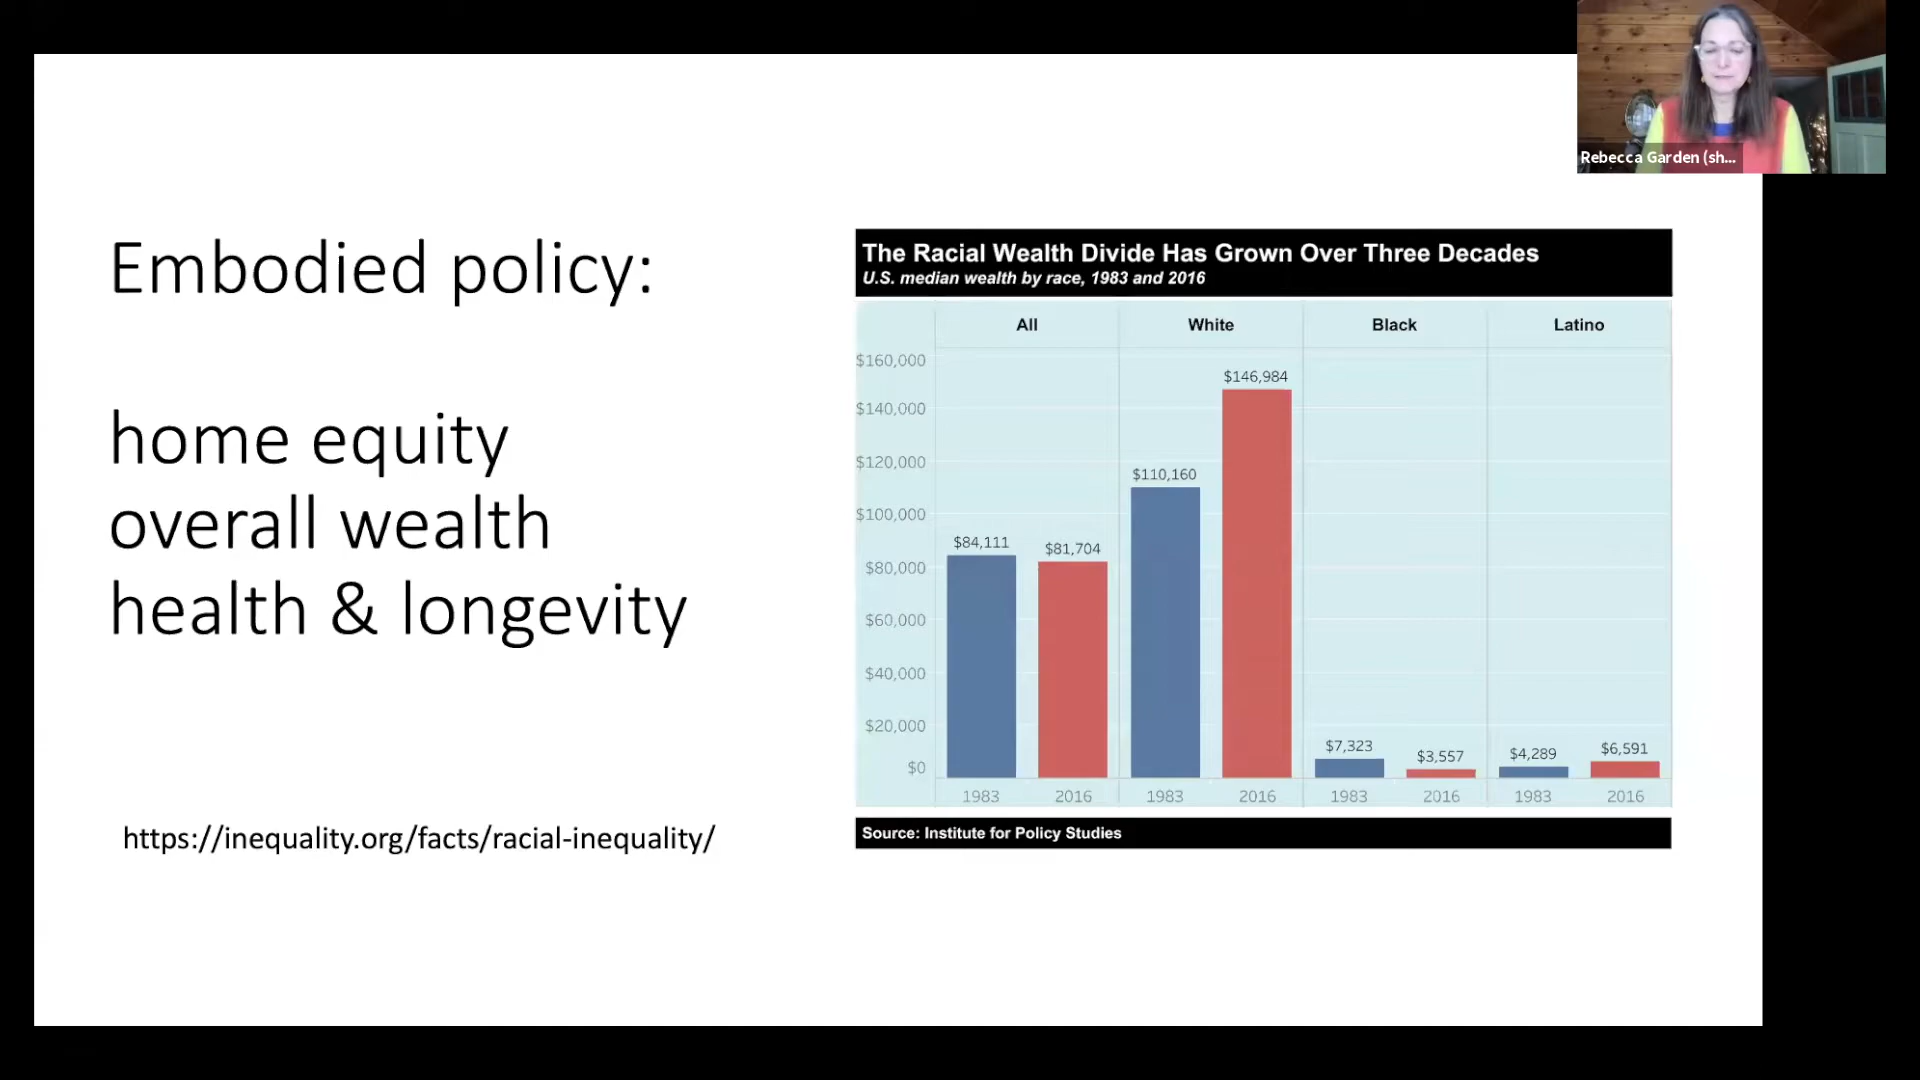 Rebecca Garden (sh...
Embodied policy:
home equity
overall wealth
health & longevity
https://inequality.org/facts/racial-inequality/
The Racial Wealth Divide Has Grown Over Three Decades
U.S. median wealth by race, 1983 and 2016
All White Black Latino
$160,000
$140,000
$120,000
$100,000
$80,000
$60,000
$40,000
$20,000
$0
$84,111
$81,704
$110,160
$146,984
$7,323
$3,557
$4,289
$6,591
1983 2016 1983 2016 1983 2016 1983 2016
Source: Institute for Policy Studies